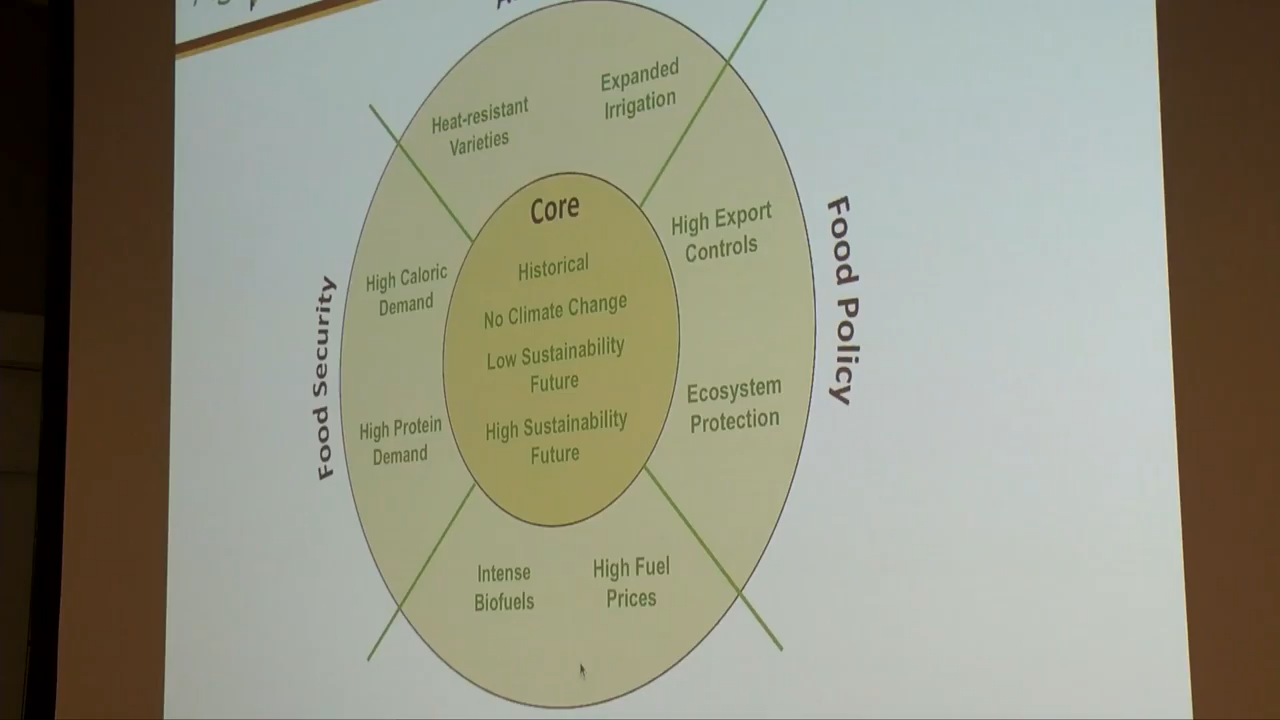 Heat-resistant
Varieties
Expanded
Irrigation
Core
Historical
No Climate Change
Low Sustainability
Future
High Sustainability
Future
High Export
Controls
Ecosystem
Protection
Food Policy
High Caloric
Demand
High Protein
Demand
Food Security
Intense
Biofuels
High Fuel
Prices